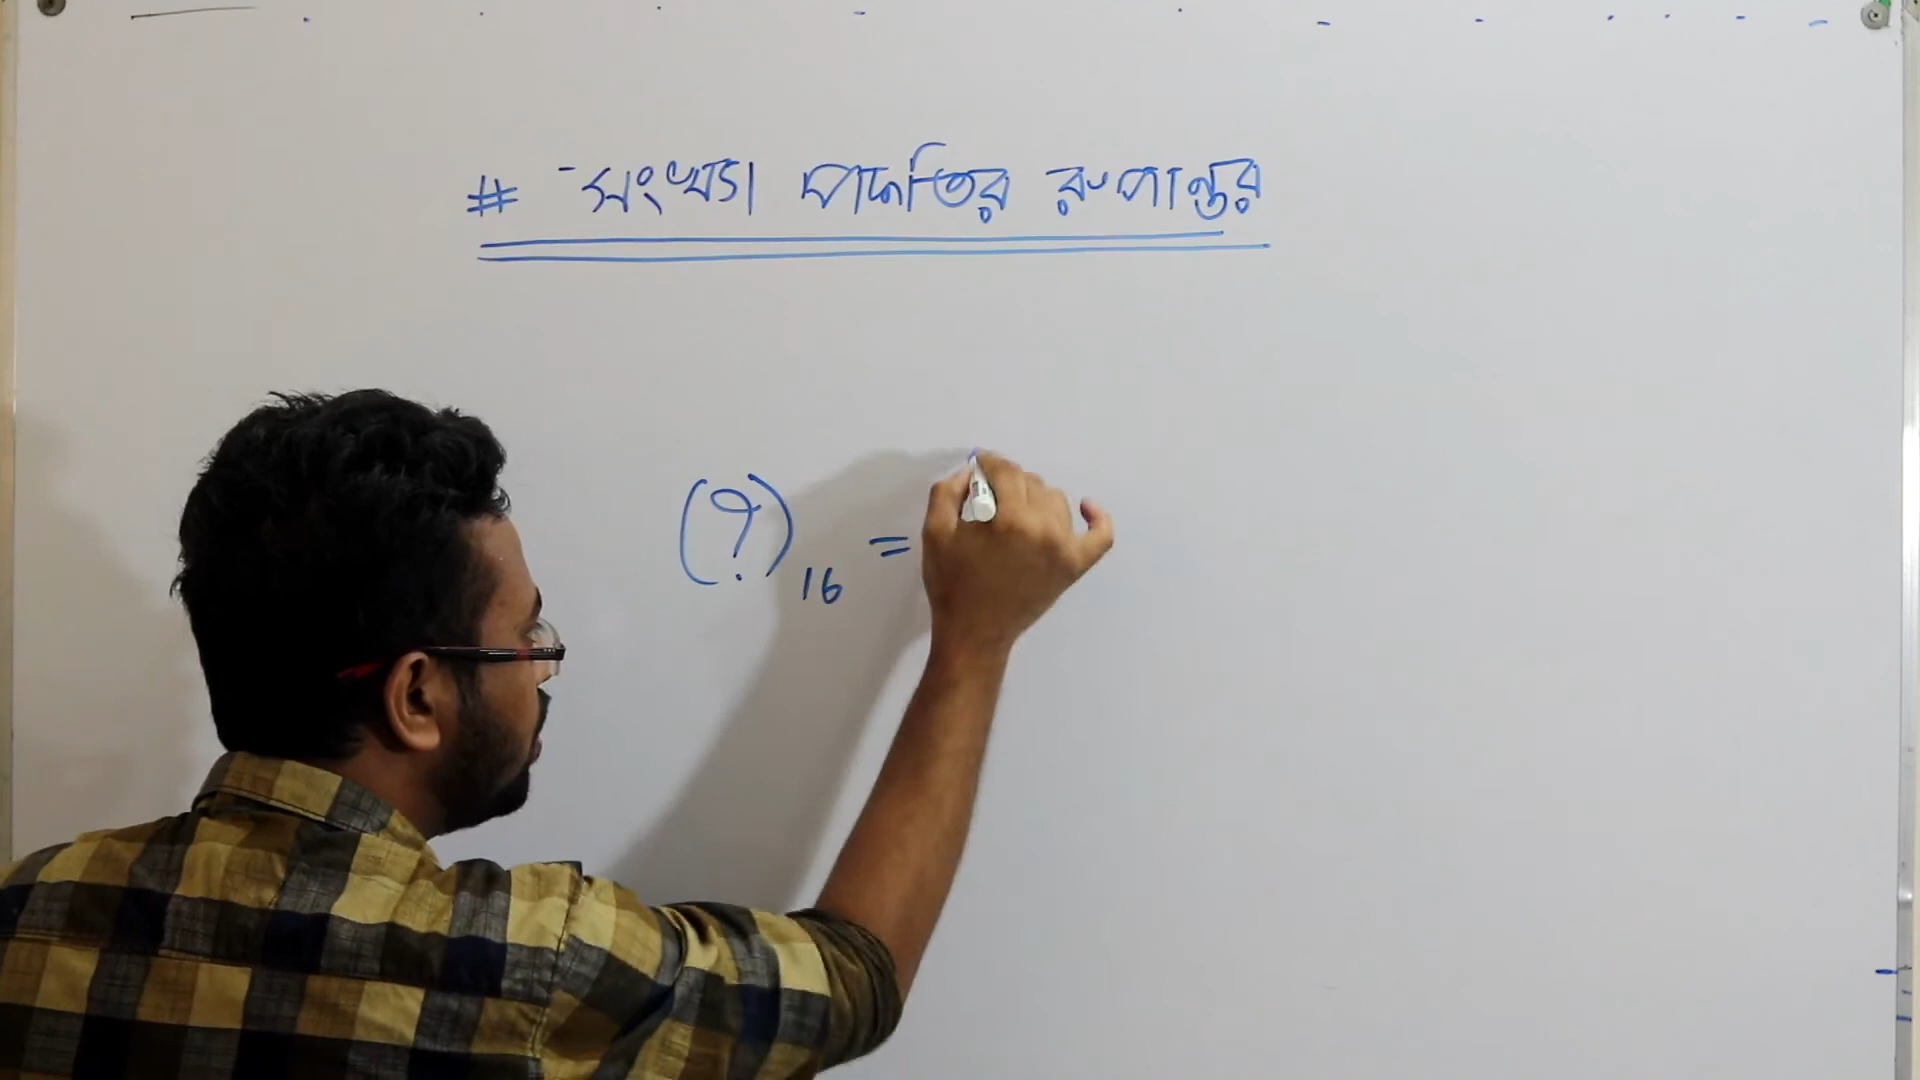 # সংখ্যা পদ্ধতির রুপান্তর
(?)₁₆ =